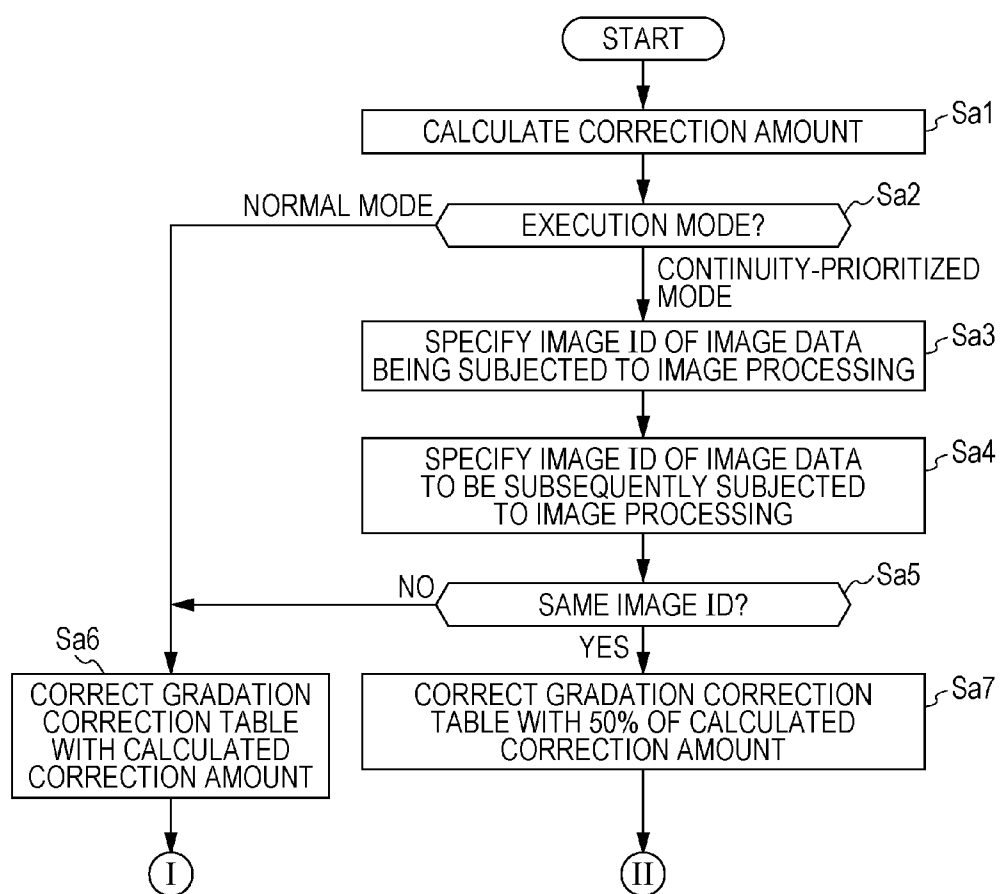 START
Sa1
CALCULATE CORRECTION AMOUNT
Sa2
NORMAL MODE
EXECUTION MODE?
CONTINUITY-PRIORITIZED
MODE
Sa3
SPECIFY IMAGE ID OF IMAGE DATA
BEING SUBJECTED TO IMAGE PROCESSING
Sa4
SPECIFY IMAGE ID OF IMAGE DATA
TO BE SUBSEQUENTLY SUBJECTED
TO IMAGE PROCESSING
Sa5
NO
SAME IMAGE ID?
YES
Sa6
CORRECT GRADATION
CORRECTION TABLE
WITH CALCULATED
CORRECTION AMOUNT
Sa7
CORRECT GRADATION CORRECTION
TABLE WITH 50% OF CALCULATED
CORRECTION AMOUNT
I
II